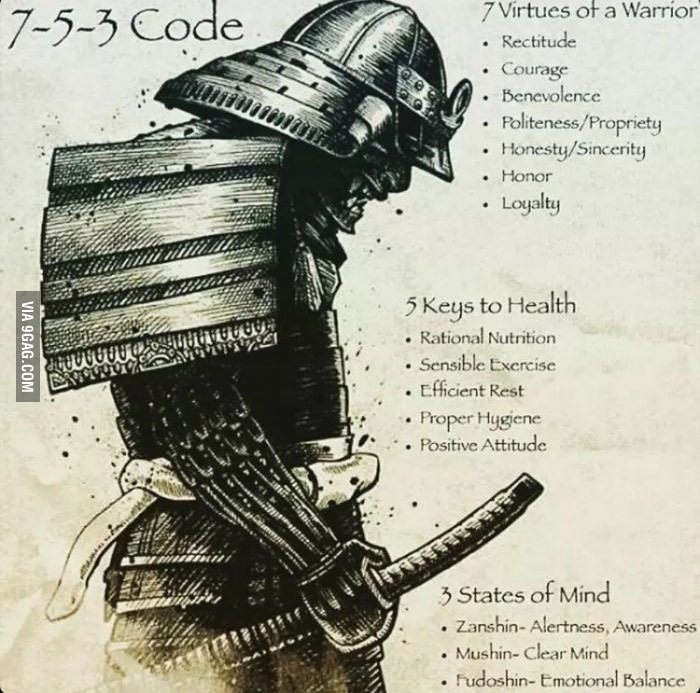 7-5-3 Code
7 Virtues of a Warrior
• Rectitude
• Courage
• Benevolence
• Politeness/Propriety
• Honesty/Sincerity
• Honor
• Loyalty
5 Keys to Health
• Rational Nutrition
• Sensible Exercise
• Efficient Rest
• Proper Hygiene
• Positive Attitude
3 States of Mind
• Zanshin- Alertness, Awareness
• Mushin- Clear Mind
• Fudoshin- Emotional Balance
VIA 9GAG.COM